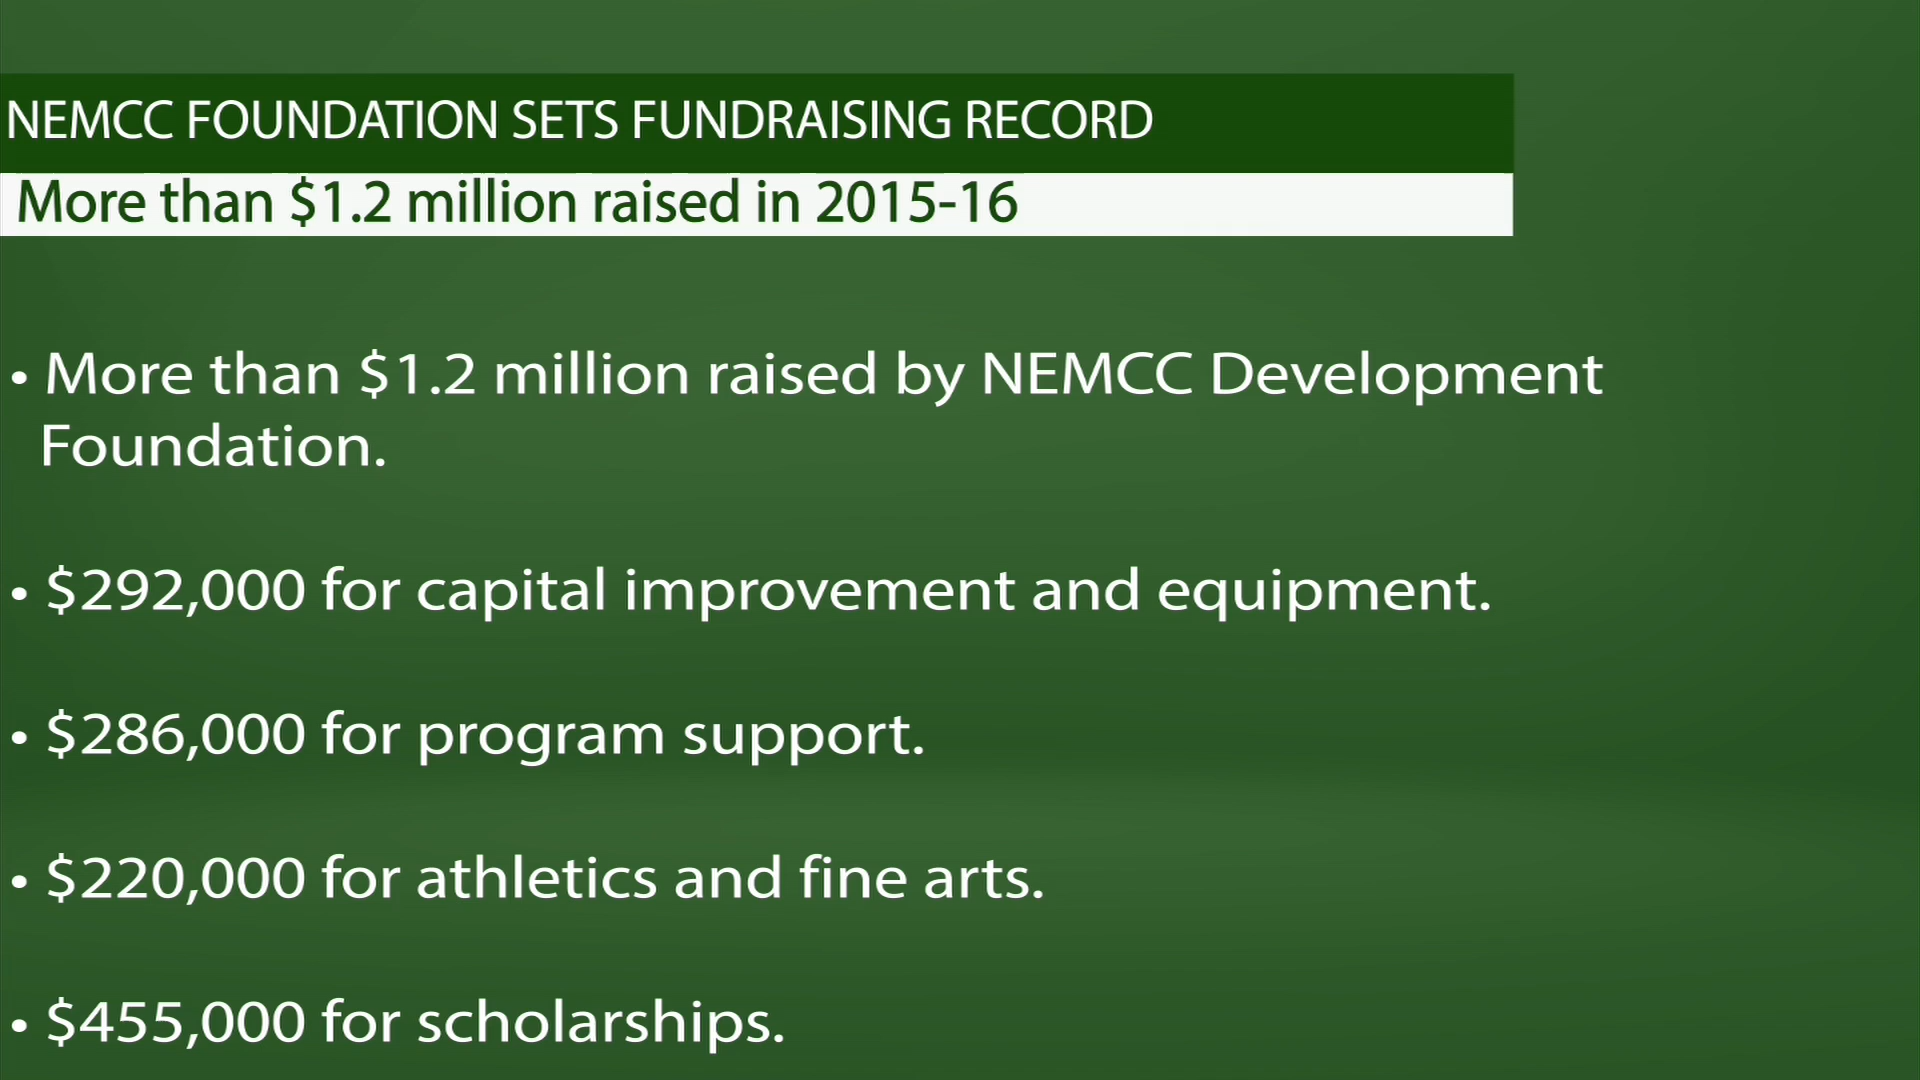 NEMCC FOUNDATION SETS FUNDRAISING RECORD
More than $1.2 million raised in 2015-16
• More than $1.2 million raised by NEMCC Development
Foundation.
• $292,000 for capital improvement and equipment.
• $286,000 for program support.
• $220,000 for athletics and fine arts.
• $455,000 for scholarships.